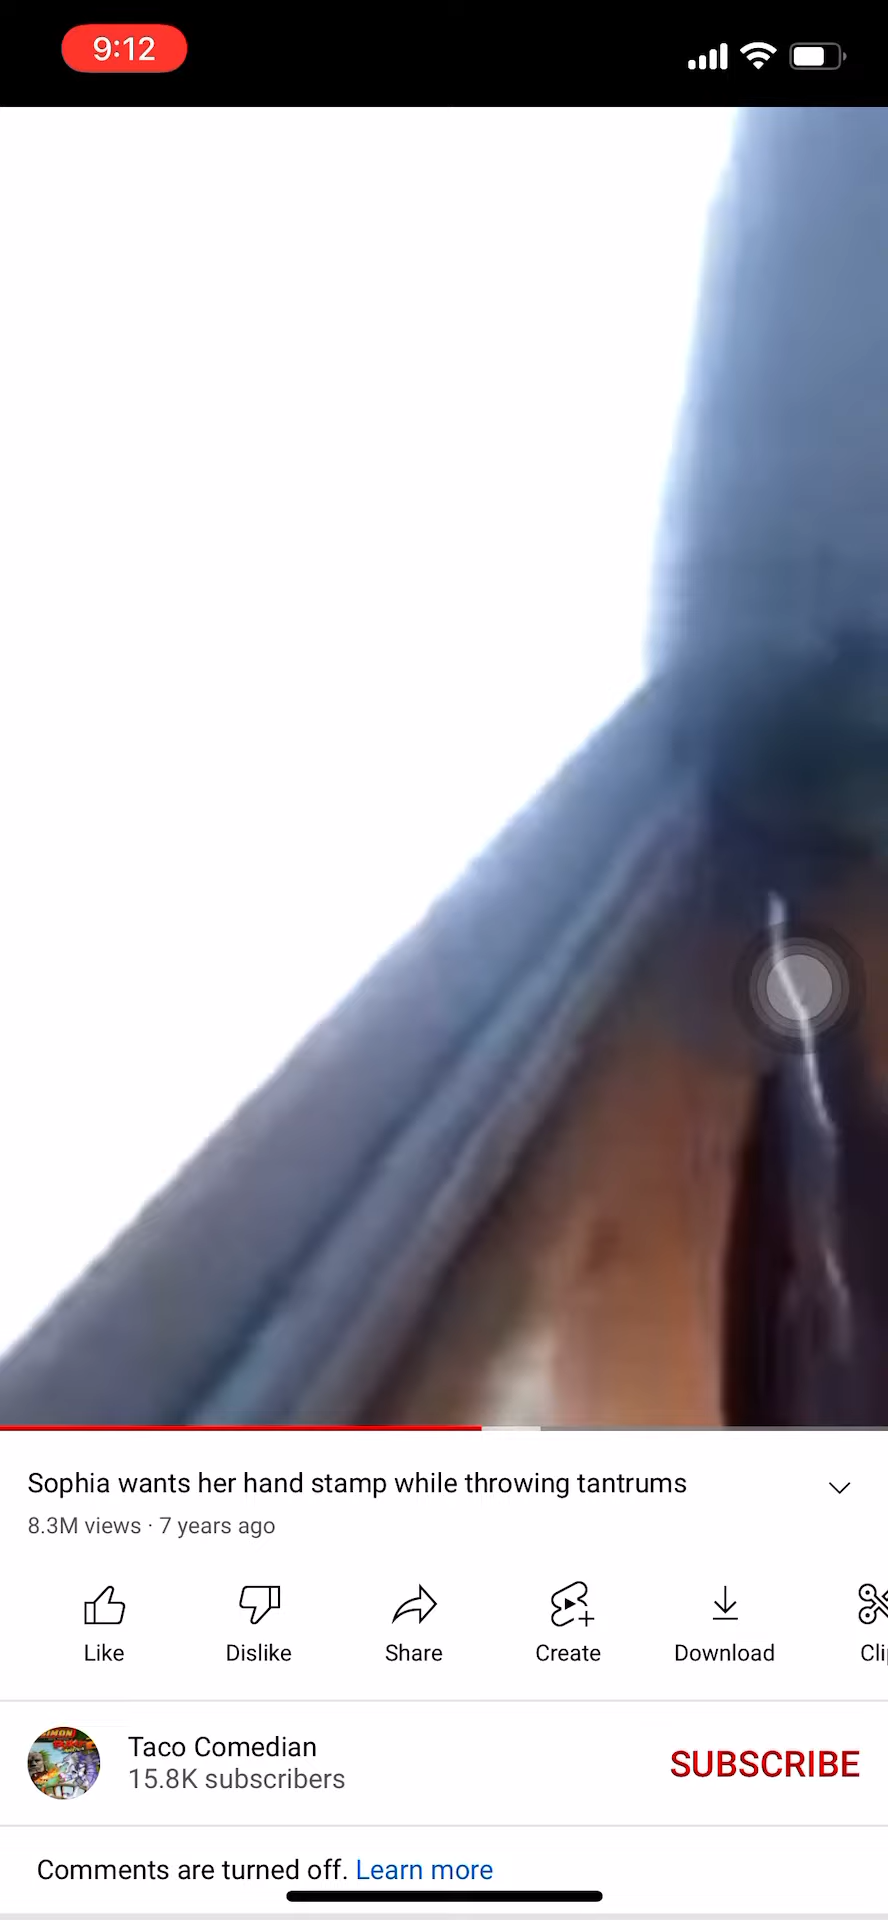 9:12
Sophia wants her hand stamp while throwing tantrums
8.3M views · 7 years ago
Like
Dislike
Share
Create
Download
Cli
Taco Comedian
15.8K subscribers
SUBSCRIBE
Comments are turned off. Learn more